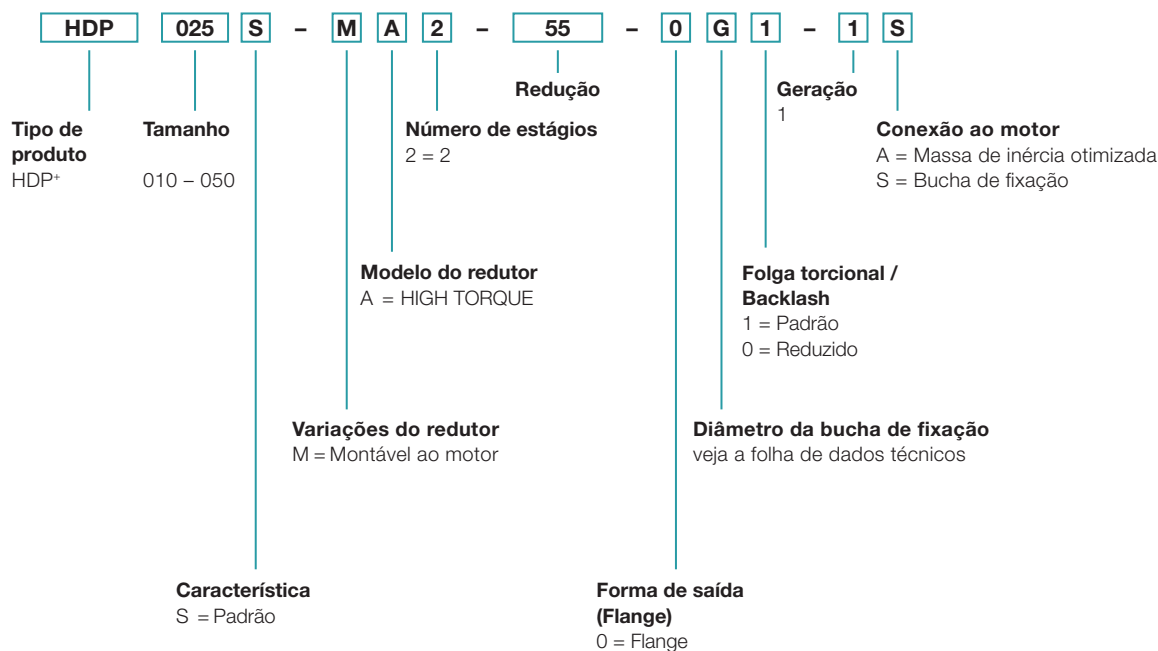 HDP 025 S – M A 2 – 55 – 0 G 1 – 1 S
Redução
Geração
1
Tipo de
produto
HDP+
Tamanho
010 – 050
Número de estágios
2 = 2
Conexão ao motor
A = Massa de inércia otimizada
S = Bucha de fixação
Modelo do redutor
A = HIGH TORQUE
Folga torcional /
Backlash
1 = Padrão
0 = Reduzido
Variações do redutor
M = Montável ao motor
Diâmetro da bucha de fixação
veja a folha de dados técnicos
Característica
S = Padrão
Forma de saída
(Flange)
0 = Flange